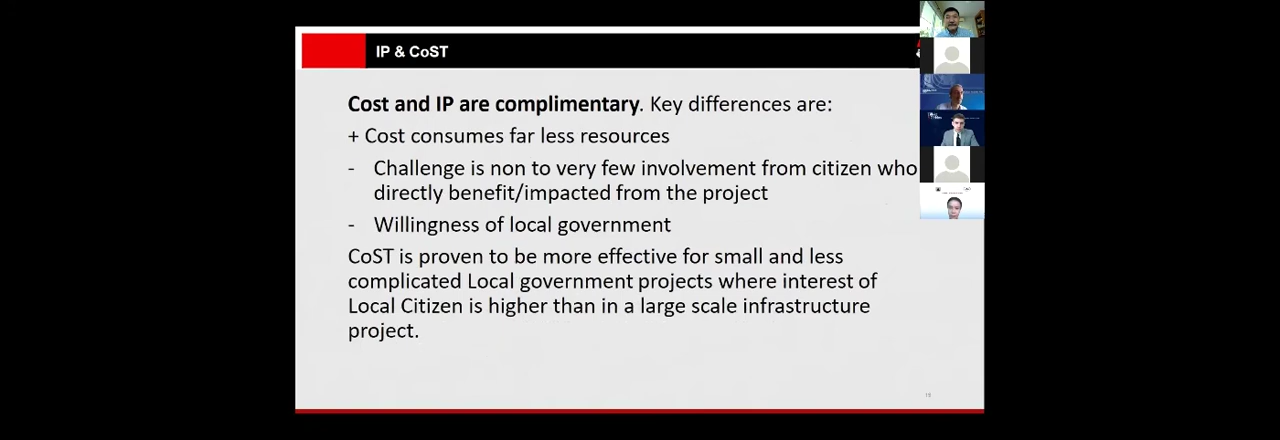 IP & CoST
Cost and IP are complimentary. Key differences are:
+ Cost consumes far less resources
- Challenge is non to very few involvement from citizen who
directly benefit/impacted from the project
- Willingness of local government
CoST is proven to be more effective for small and less
complicated Local government projects where interest of
Local Citizen is higher than in a large scale infrastructure
project.